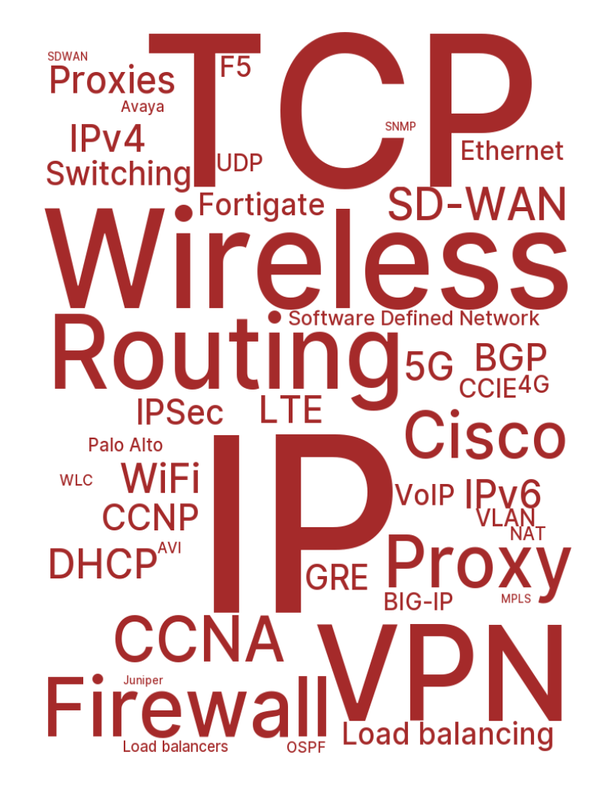 SDWAN
TCP
F5
Proxies
Avaya
SNMP
IPv4
Ethernet
UDP
Switching
Fortigate
SD-WAN
Wireless
Software Defined Network
Routing
5G
BGP
CCIE
4G
IPSec
LTE
Cisco
Palo Alto
IP
WLC
WiFi
VoIP
IPv6
CCNP
VLAN
NAT
AVI
DHCP
Proxy
GRE
BIG-IP
MPLS
CCNA
VPN
Juniper
Firewall
Load balancing
Load balancers
OSPF